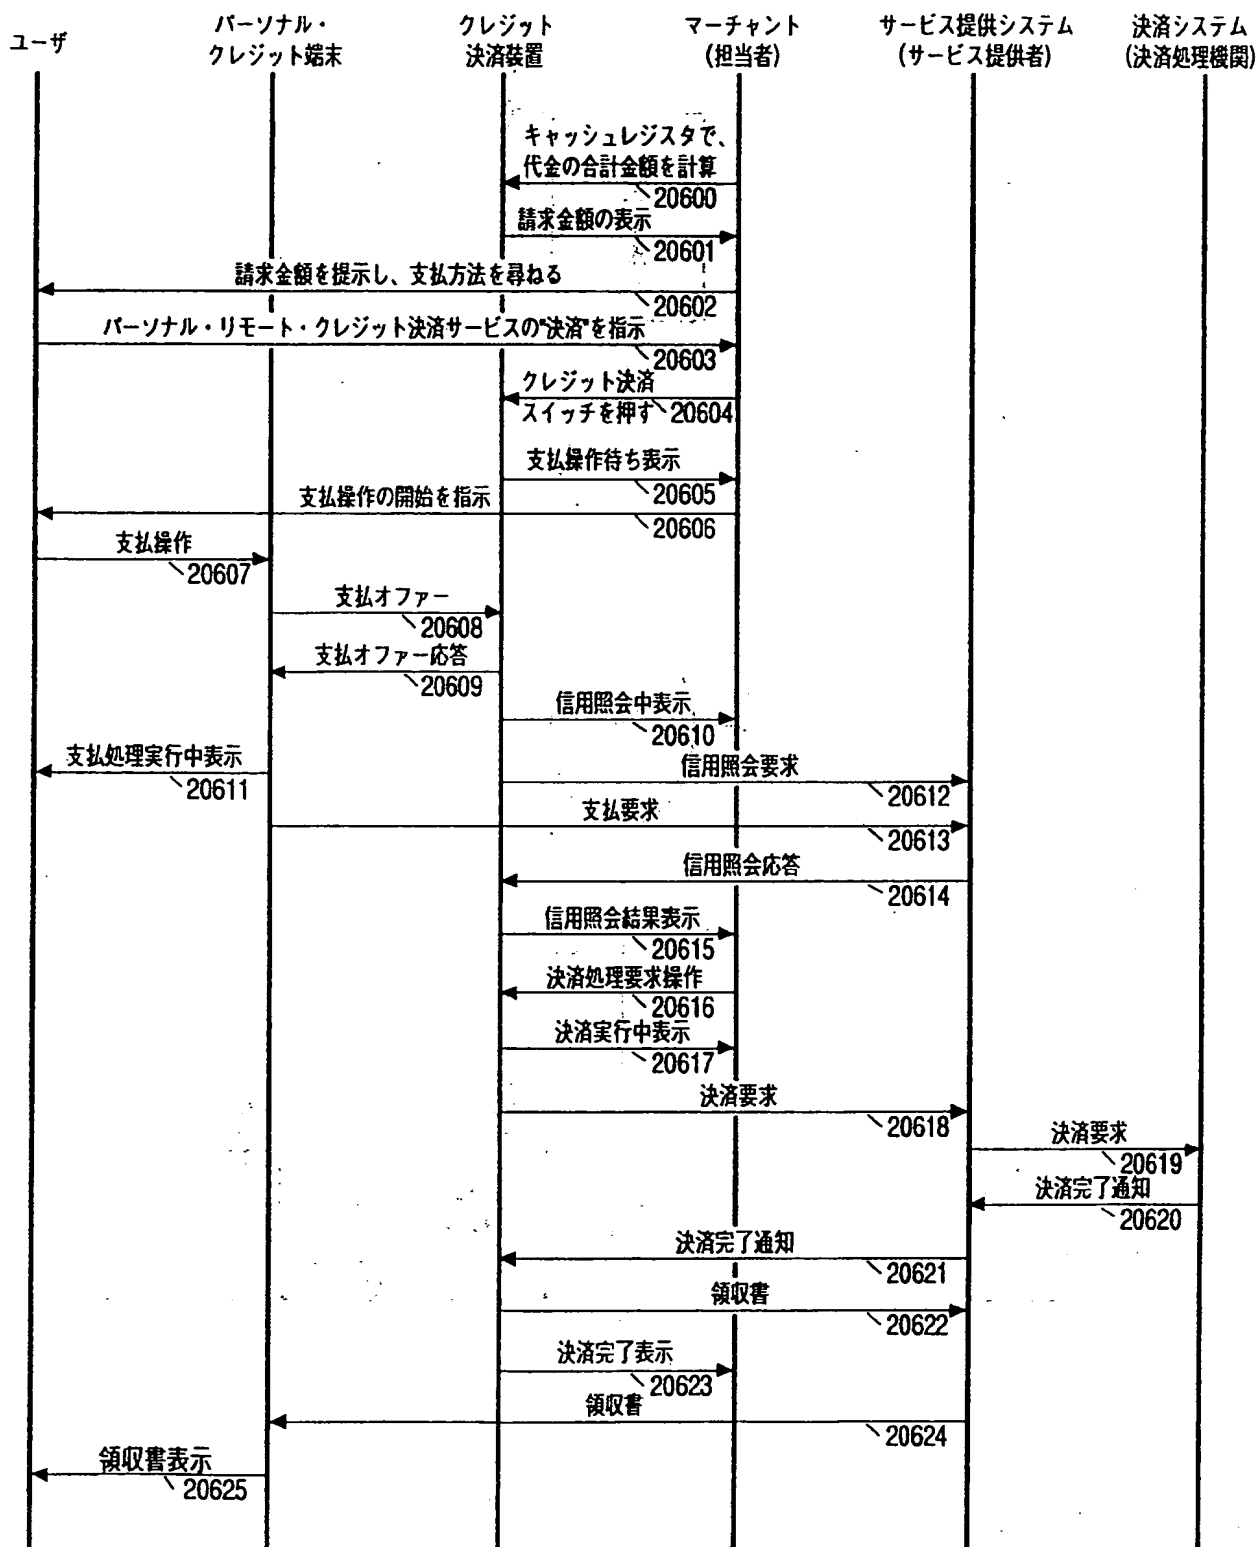 ユーザ
パーソナル・
クレジット端末
クレジット
決済装置
マーチャント
(担当者)
サービス提供システム
(サービス提供者)
決済システム
(決済処理機関)
キャッシュレジスタで、
代金の合計金額を計算
20600
請求金額の表示
20601
請求金額を提示し、支払方法を尋ねる
20602
パーソナル・リモート・クレジット決済サービスの"決済"を指示
20603
クレジット決済
スイッチを押す
20604
支払操作待ち表示
20605
支払操作の開始を指示
20606
支払操作
20607
支払オファー
20608
支払オファー応答
20609
信用照会中表示
20610
支払処理実行中表示
20611
信用照会要求
20612
支払要求
20613
信用照会応答
20614
信用照会結果表示
20615
決済処理要求操作
20616
決済実行中表示
20617
決済要求
20618
決済要求
20619
決済完了通知
20620
決済完了通知
20621
領収書
20622
決済完了表示
20623
領収書
20624
領収書表示
20625